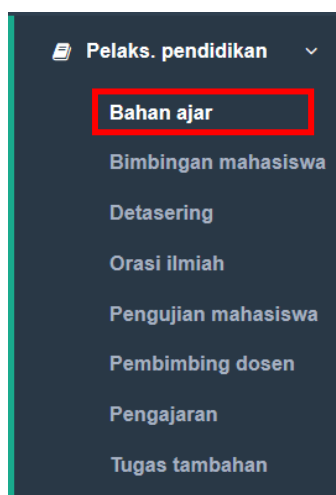 Pelaks. pendidikan
Bahan ajar
Bimbingan mahasiswa
Detasering
Orasi ilmiah
Pengujian mahasiswa
Pembimbing dosen
Pengajaran
Tugas tambahan